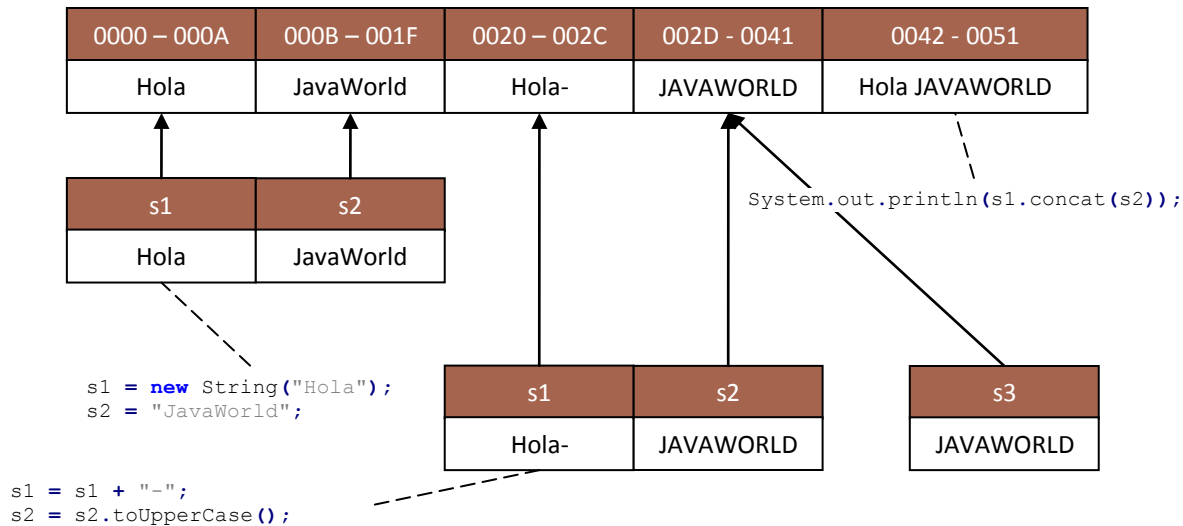 0000 – 000A 000B – 001F 0020 – 002C 002D - 0041 0042 - 0051
Hola JavaWorld Hola- JAVAWORLD Hola JAVAWORLD
s1 s2
Hola JavaWorld
System.out.println(s1.concat(s2));
s1 = new String("Hola");
s2 = "JavaWorld";
s1 s2 s3
Hola- JAVAWORLD JAVAWORLD
s1 = s1 + "-";
s2 = s2.toUpperCase();